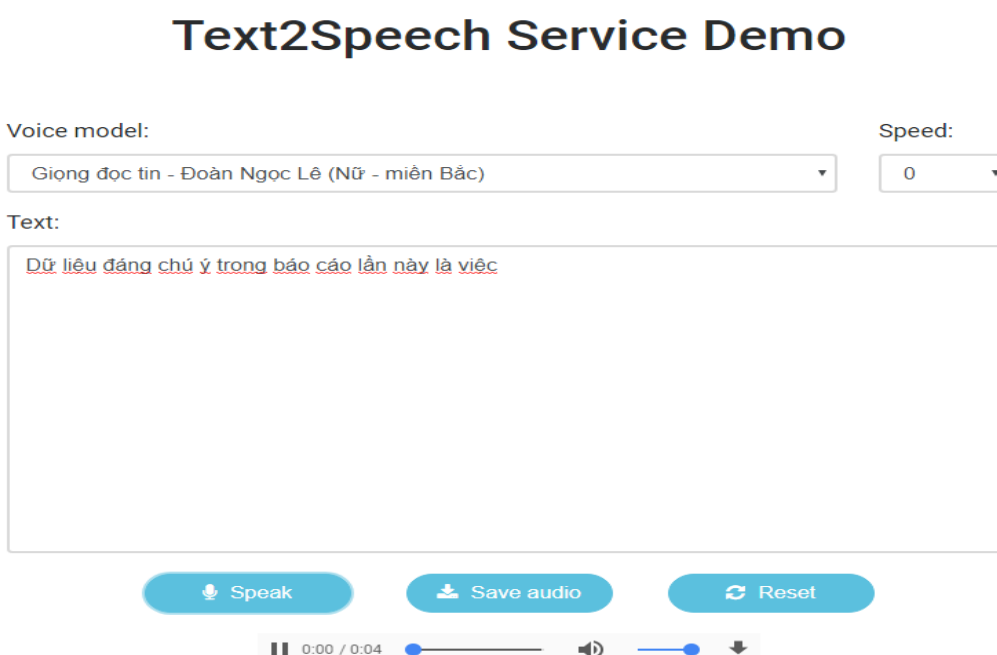 Text2Speech Service Demo
Voice model:
Speed:
Giọng đọc tin - Đoàn Ngọc Lê (Nữ - miền Bắc)
0
Text:
Dữ liệu đáng chú ý trong báo cáo lần này là việc
Speak
Save audio
Reset
0:00 / 0:04